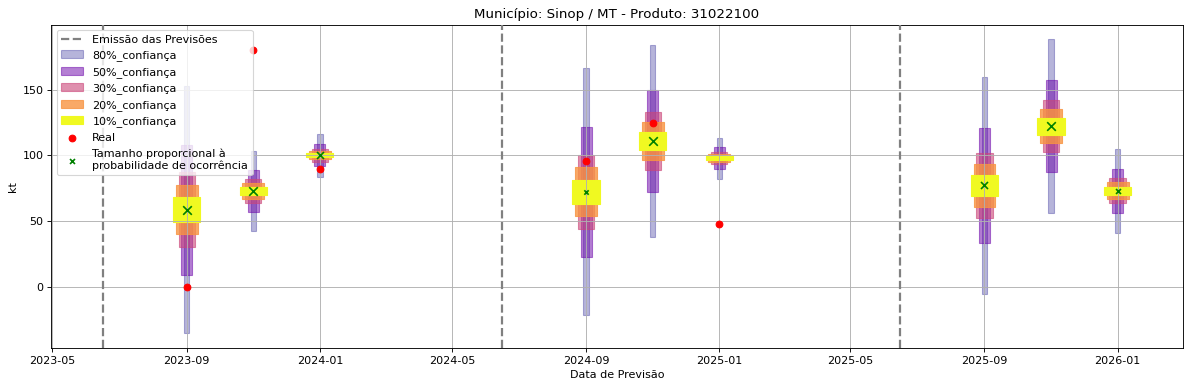 Município: Sinop / MT - Produto: 31022100
Emissão das Previsões
80%_confiança
50%_confiança
30%_confiança
20%_confiança
10%_confiança
Real
Tamanho proporcional à
probabilidade de ocorrência
150
100
50
0
kt
2023-05
2023-09
2024-01
2024-05
2024-09
2025-01
2025-05
2025-09
2026-01
Data de Previsão